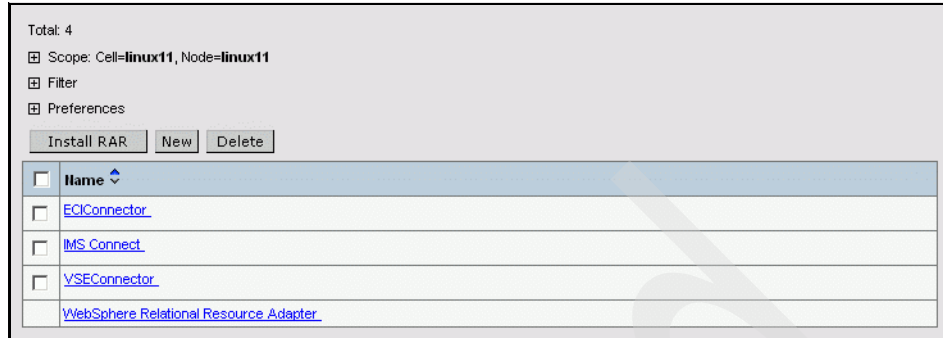 Total: 4
Scope: Cell=linux11, Node=linux11
Filter
Preferences
Install RAR New Delete
Name
ECIConnector
IMS Connect
VSEConnector
WebSphere Relational Resource Adapter